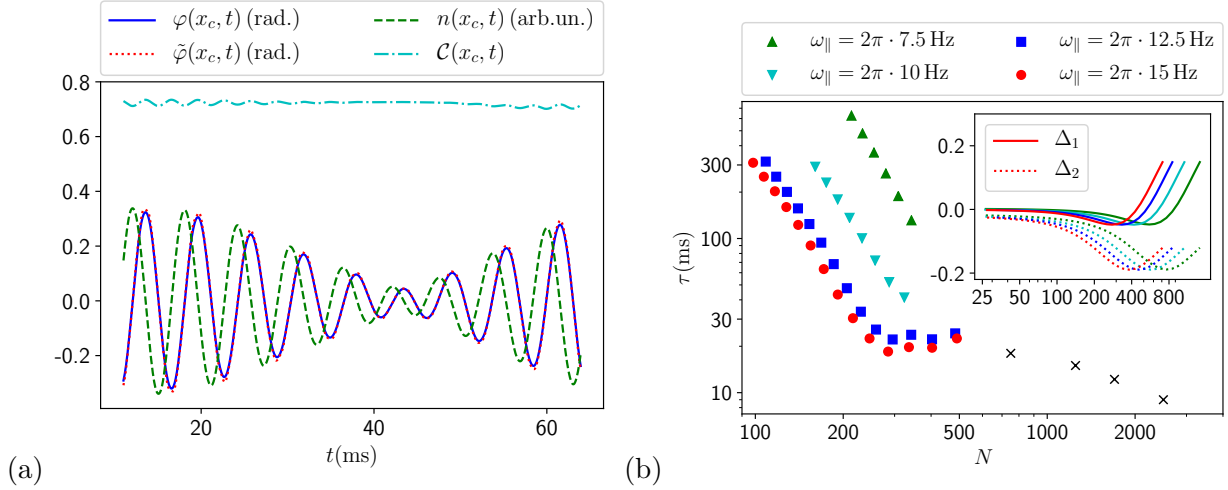 φ(x_c, t) (rad.)
n(x_c, t) (arb.un.)
φ̃(x_c, t) (rad.)
𝒞(x_c, t)
0.8
0.6
0.4
0.2
0.0
-0.2
20
40
60
t(ms)
(a)
ω_∥ = 2π · 7.5 Hz
ω_∥ = 2π · 12.5 Hz
ω_∥ = 2π · 10 Hz
ω_∥ = 2π · 15 Hz
300
100
30
10
τ(ms)
100
200
500
1000
2000
N
Δ₁
Δ₂
0.2
0.0
-0.2
25
50
100
200
400
800
(b)